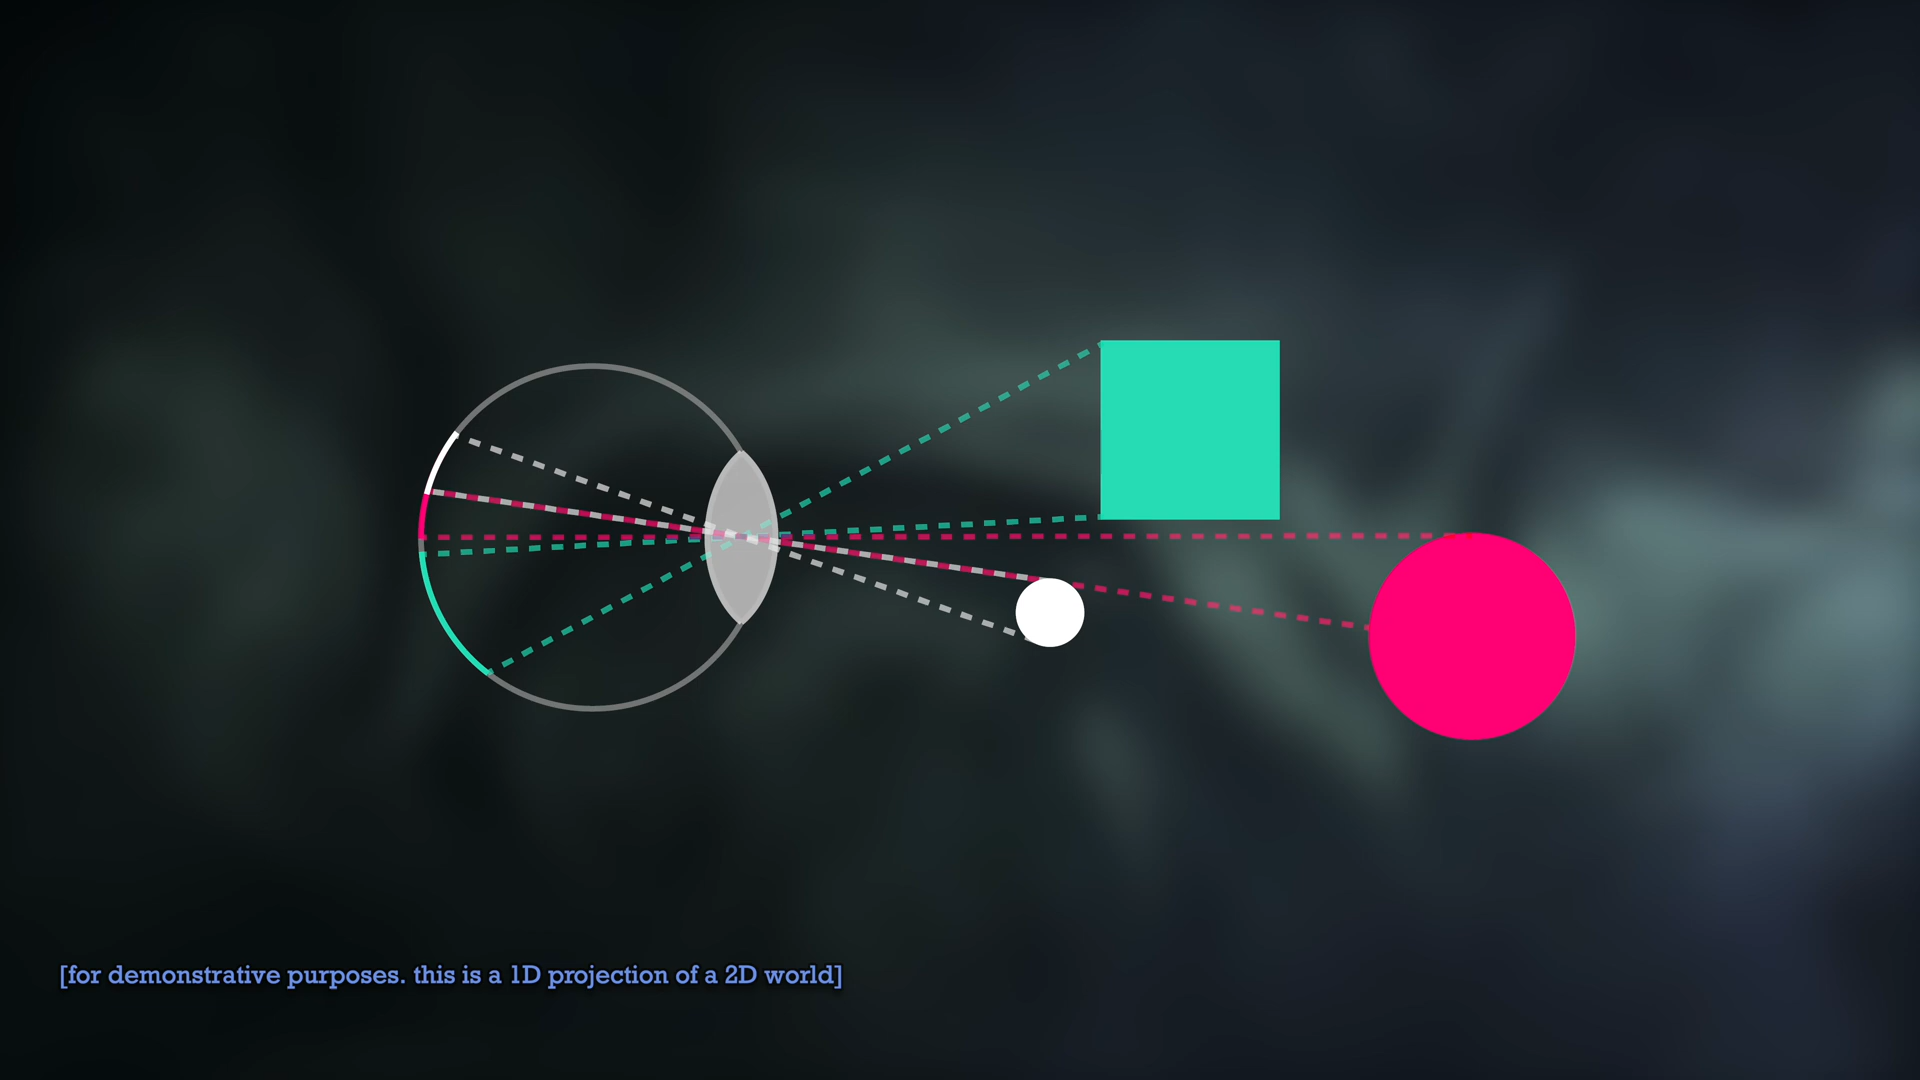 [for demonstrative purposes. this is a 1D projection of a 2D world]